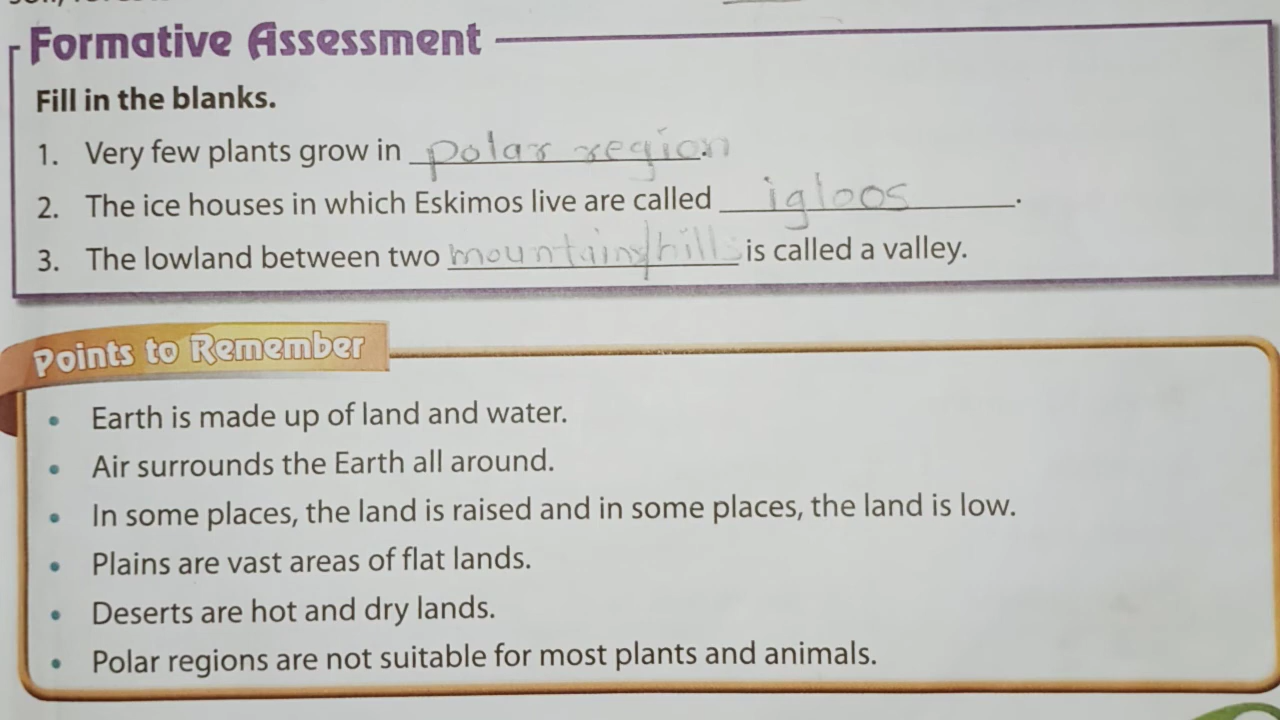 Formative Assessment
Fill in the blanks.
1. Very few plants grow in polar region.
2. The ice houses in which Eskimos live are called igloos.
3. The lowland between two mountains/hills is called a valley.
Points to Remember
• Earth is made up of land and water.
• Air surrounds the Earth all around.
• In some places, the land is raised and in some places, the land is low.
• Plains are vast areas of flat lands.
• Deserts are hot and dry lands.
• Polar regions are not suitable for most plants and animals.